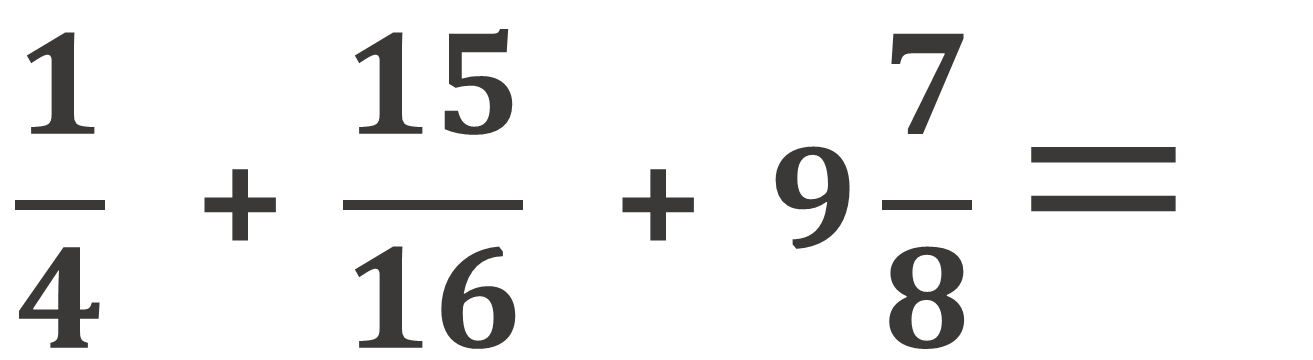 1/4 + 15/16 + 9 7/8 =